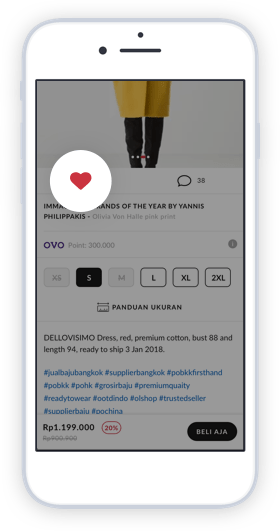 38
IMMA ANDS OF THE YEAR BY YANNIS
PHILIPPAKIS - Olivia Von Halle pink print
OVO Point: 300.000
XS S M L XL 2XL
PANDUAN UKURAN
DELLOVISIMO Dress, red, premium cotton, bust 88 and
length 94, ready to ship 3 Jan 2018.
#jualbajubangkok #supplierbangkok #pobkkfirsthand
#pobkk #pohk #grosirbaju #premiumquaity
#readytowear #ootdindo #olshop #trustedseller
#supplierbaju #pochina
Rp1.199.000 20%
Rp900.900
BELI AJA